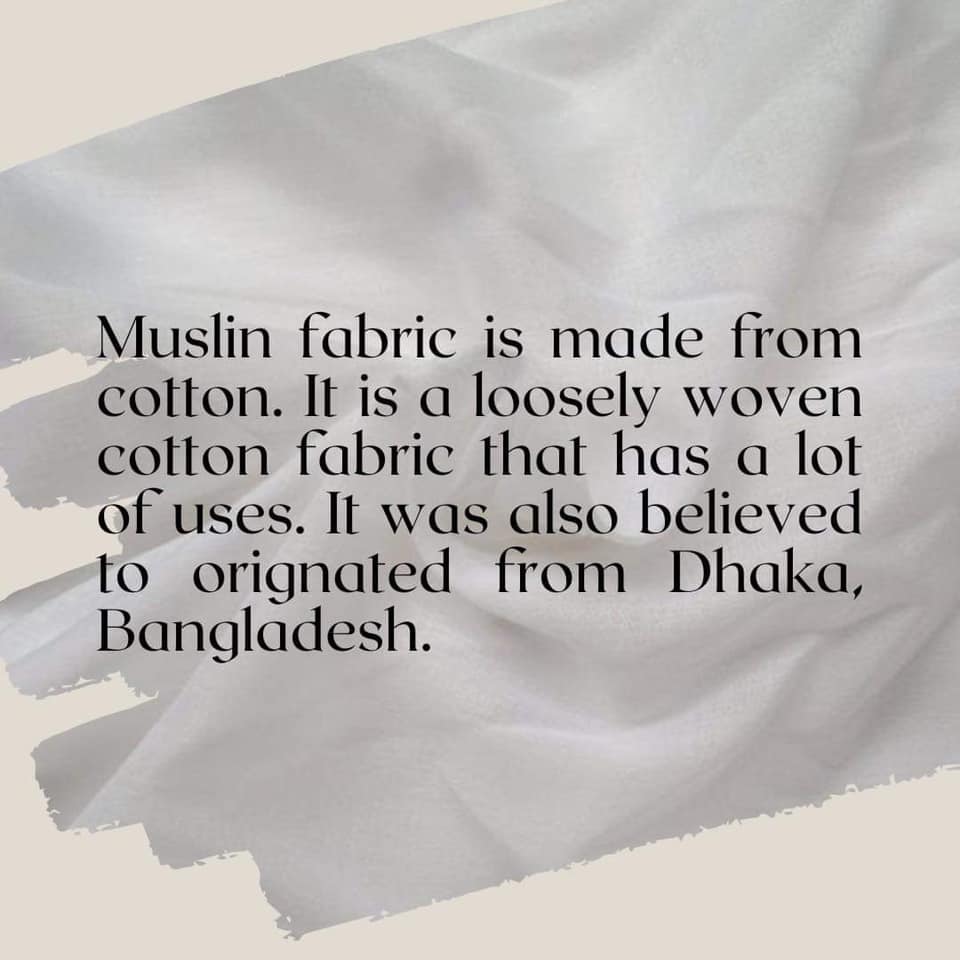 Muslin fabric is made from
cotton. It is a loosely woven
cotton fabric that has a lot
of uses. It was also believed
to orignated from Dhaka,
Bangladesh.